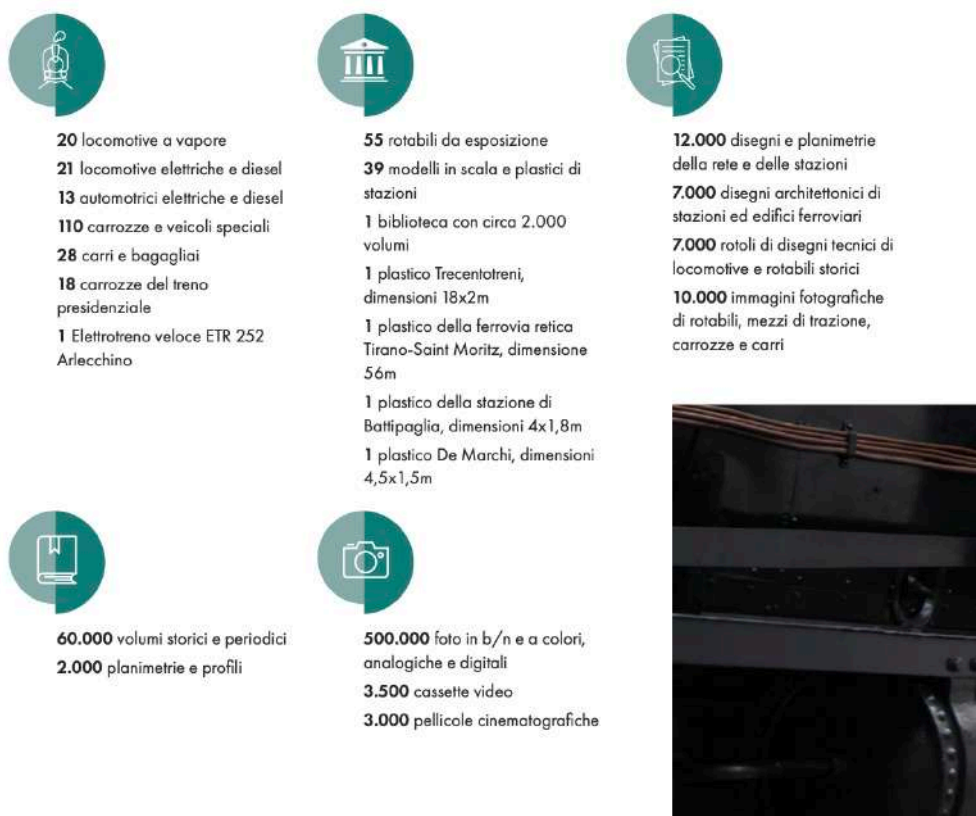 20 locomotive a vapore
21 locomotive elettriche e diesel
13 automotrici elettriche e diesel
110 carrozze e veicoli speciali
28 carri e bagagliai
18 carrozze del treno
presidenziale
1 Elettrotreno veloce ETR 252
Arlecchino
55 rotabili da esposizione
39 modelli in scala e plastici di
stazioni
1 biblioteca con circa 2.000
volumi
1 plastico Trecentotreni,
dimensioni 18x2m
1 plastico della ferrovia retica
Tirano-Saint Moritz, dimensione
56m
1 plastico della stazione di
Battipaglia, dimensioni 4x1,8m
1 plastico De Marchi, dimensioni
4,5x1,5m
12.000 disegni e planimetrie
della rete e delle stazioni
7.000 disegni architettonici di
stazioni ed edifici ferroviari
7.000 rotoli di disegni tecnici di
locomotive e rotabili storici
10.000 immagini fotografiche
di rotabili, mezzi di trazione,
carrozze e carri
60.000 volumi storici e periodici
2.000 planimetrie e profili
500.000 foto in b/n e a colori,
analogiche e digitali
3.500 cassette video
3.000 pellicole cinematografiche